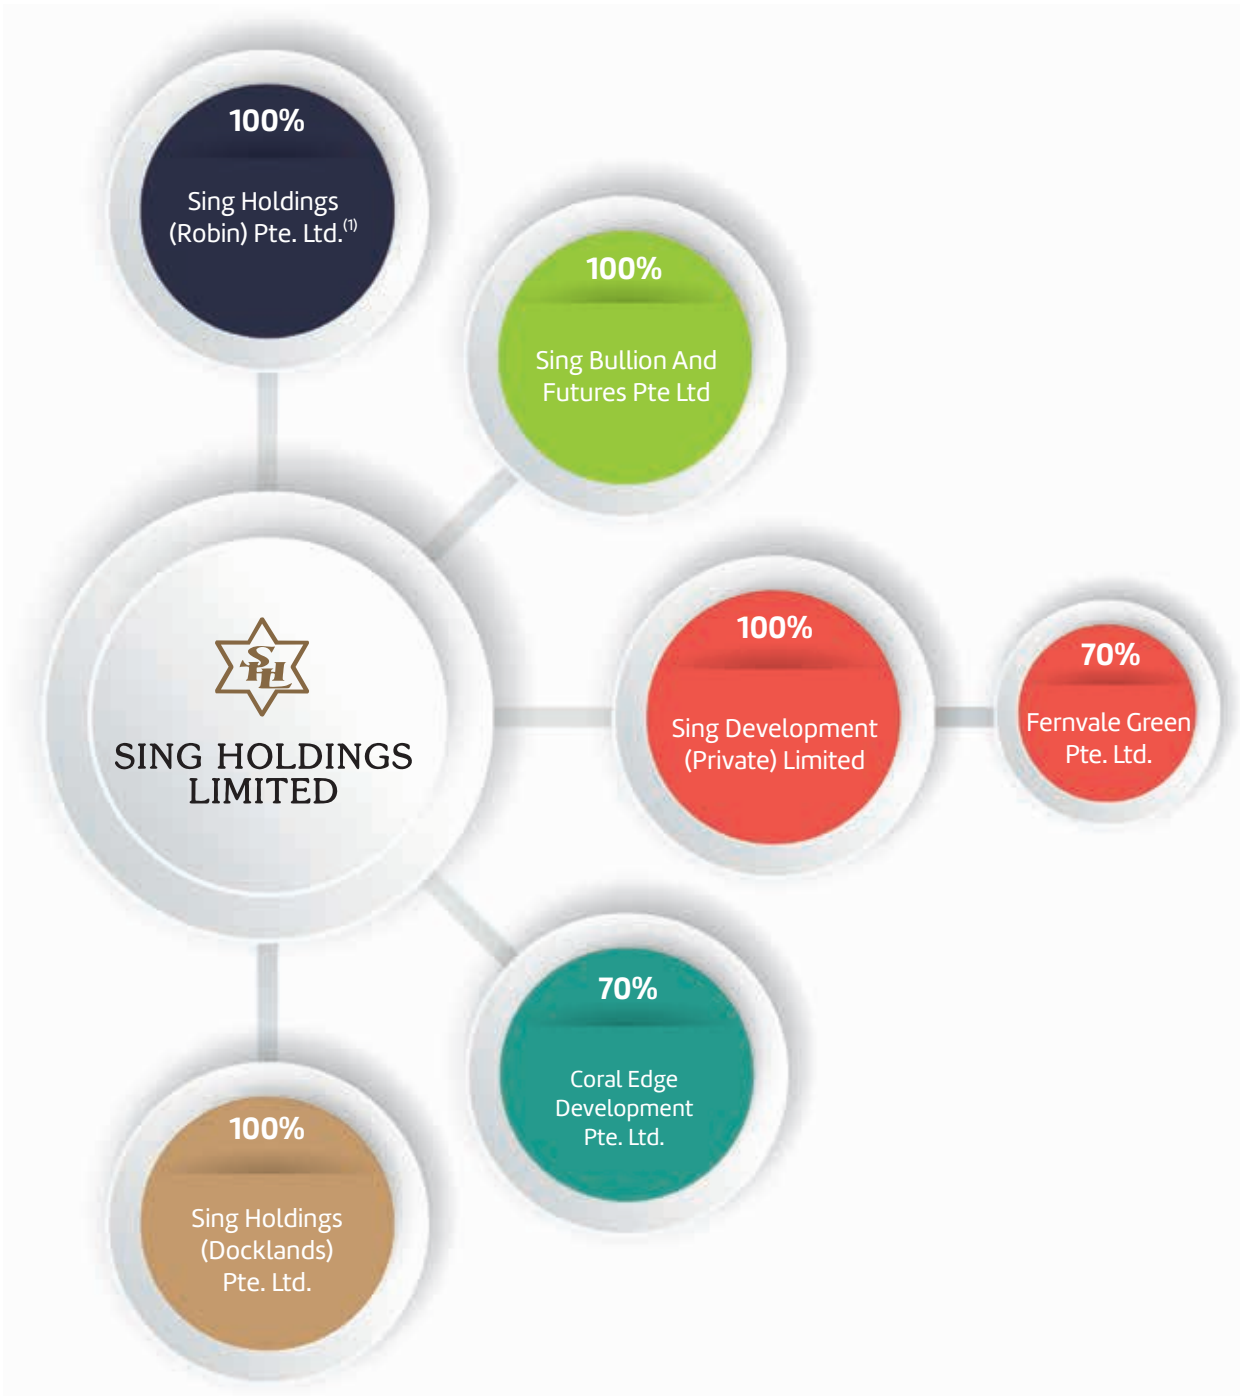 100%
Sing Holdings
(Robin) Pte. Ltd.(1)
100%
Sing Bullion And
Futures Pte Ltd
SHL
SING HOLDINGS
LIMITED
100%
Sing Development
(Private) Limited
70%
Fernvale Green
Pte. Ltd.
70%
Coral Edge
Development
Pte. Ltd.
100%
Sing Holdings
(Docklands)
Pte. Ltd.